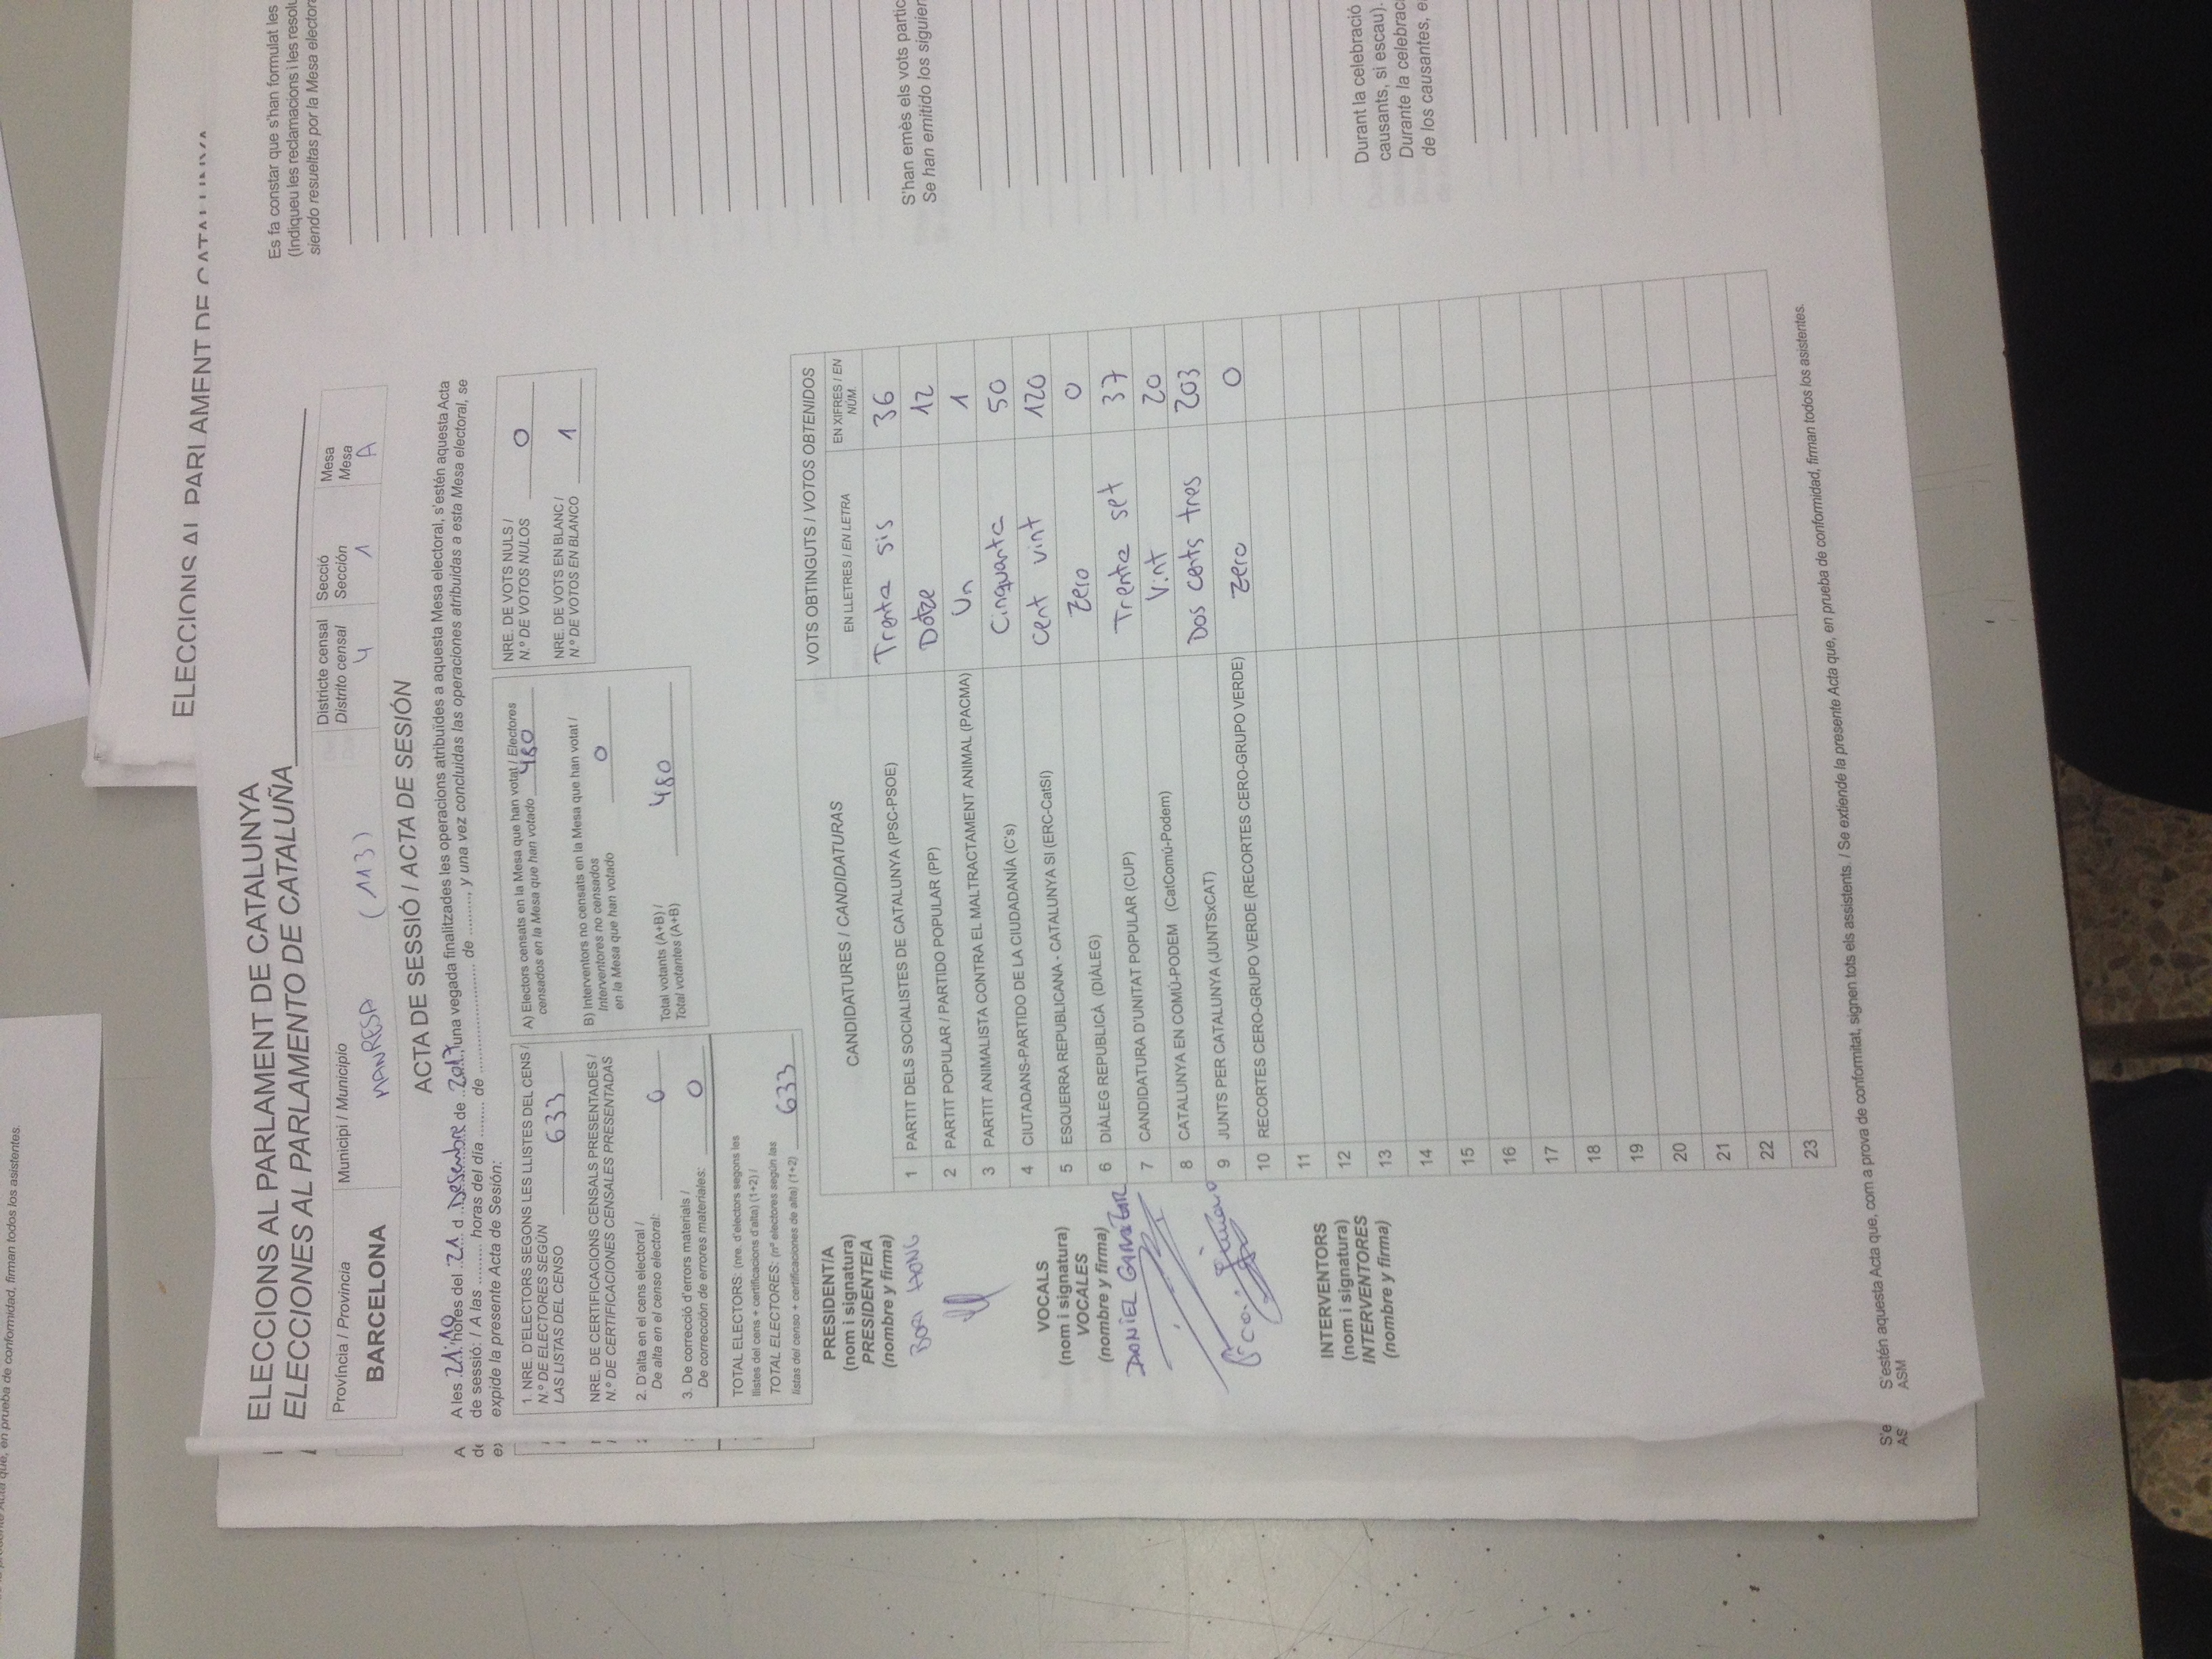 Acta que, en prueba de conformidad, firman todos los asistentes.
ELECCIONS AL PARLAMENT DE CATALUNYA
ELECCIONS AL PARLAMENT DE CATALUNYA
ELECCIONES AL PARLAMENTO DE CATALUÑA
Província / Provincia
BARCELONA
Municipi / Municipio
MANRESA (113)
Districte censal
Distrito censal
4
Secció
Sección
1
Mesa
Mesa
A
ACTA DE SESSIÓ / ACTA DE SESIÓN
A les 21:10 hores del 21 d Desembre de 2017, una vegada finalitzades les operacions atribuïdes a aquesta Mesa electoral, s'estén aquesta Acta
de sessió: / A las ......... horas del día ........ de ........................ de ........., y una vez concluidas las operaciones atribuidas a esta Mesa electoral, se
expide la presente Acta de Sesión:
1. NRE. D'ELECTORS SEGONS LES LLISTES DEL CENS /
N.º DE ELECTORES SEGÚN
LAS LISTAS DEL CENSO 633
NRE. DE CERTIFICACIONS CENSALS PRESENTADES /
N.º DE CERTIFICACIONES CENSALES PRESENTADAS
2. D'alta en el cens electoral /
De alta en el censo electoral: 0
3. De correcció d'errors materials /
De corrección de errores materiales: 0
TOTAL ELECTORS: (nre. d'electors segons les
llistes del cens + certificacions d'alta) (1+2) /
TOTAL ELECTORES: (nº electores según las
listas del censo + certificaciones de alta) (1+2) 633
A) Electors censats en la Mesa que han votat / Electores
censados en la Mesa que han votado 480
B) Interventors no censats en la Mesa que han votat /
Interventores no censados
en la Mesa que han votado 0
Total votants (A+B) /
Total votantes (A+B) 480
NRE. DE VOTS NULS /
N.º DE VOTOS NULOS 0
NRE. DE VOTS EN BLANC /
N.º DE VOTOS EN BLANCO 1
PRESIDENT/A
(nom i signatura)
PRESIDENTE/A
(nombre y firma)
VOCALS
(nom i signatura)
VOCALES
(nombre y firma)
DANIEL
INTERVENTORS
(nom i signatura)
INTERVENTORES
(nombre y firma)
CANDIDATURES / CANDIDATURAS
VOTS OBTINGUTS / VOTOS OBTENIDOS
EN LLETRES / EN LETRA
EN XIFRES / EN
NÚM.
1 PARTIT DELS SOCIALISTES DE CATALUNYA (PSC-PSOE) Trenta sis 36
2 PARTIT POPULAR / PARTIDO POPULAR (PP) Dotze 12
3 PARTIT ANIMALISTA CONTRA EL MALTRACTAMENT ANIMAL (PACMA) Un 1
4 CIUTADANS-PARTIDO DE LA CIUDADANÍA (C's) Cinquanta 50
5 ESQUERRA REPUBLICANA - CATALUNYA SI (ERC-CatSí) cent vint 120
6 DIÀLEG REPUBLICÀ (DIÀLEG) Zero 0
7 CANDIDATURA D'UNITAT POPULAR (CUP) Trenta set 37
8 CATALUNYA EN COMÚ-PODEM (CatComú-Podem) Vint 20
9 JUNTS PER CATALUNYA (JUNTSxCAT) Dos cents tres 203
10 RECORTES CERO-GRUPO VERDE (RECORTES CERO-GRUPO VERDE) Zero 0
11
12
13
14
15
16
17
18
19
20
21
22
23
S'estén aquesta Acta que, com a prova de conformitat, signen tots els assistents. / Se extiende la presente Acta que, en prueba de conformidad, firman todos los asistentes.
ASM
Es fa constar que s'han formulat les
(Indiqueu les reclamacions i les
siendo resueltas por la Mesa
S'han emès els vots
Se han emitido los
Durant la celebració
causants, si escau).
Durante la
de los causantes,